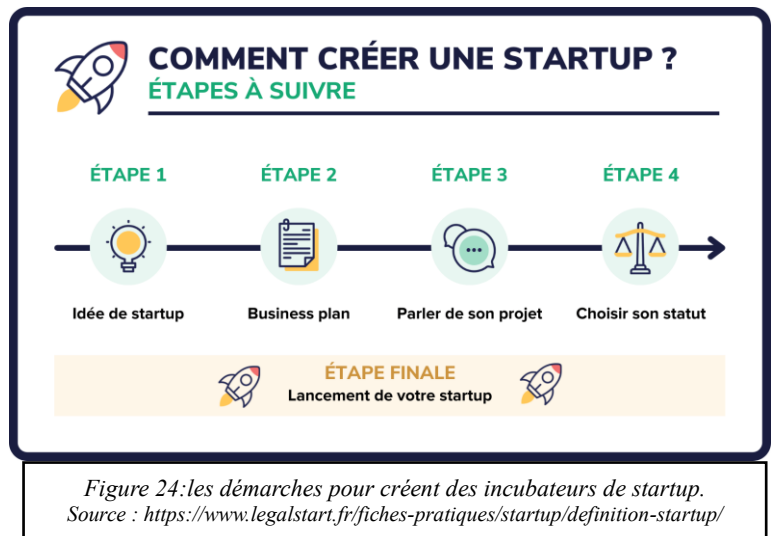 COMMENT CRÉER UNE STARTUP ?
ÉTAPES À SUIVRE
ÉTAPE 1
ÉTAPE 2
ÉTAPE 3
ÉTAPE 4
Idée de startup
Business plan
Parler de son projet
Choisir son statut
ÉTAPE FINALE
Lancement de votre startup
Figure 24:les démarches pour créent des incubateurs de startup.
Source : https://www.legalstart.fr/fiches-pratiques/startup/definition-startup/